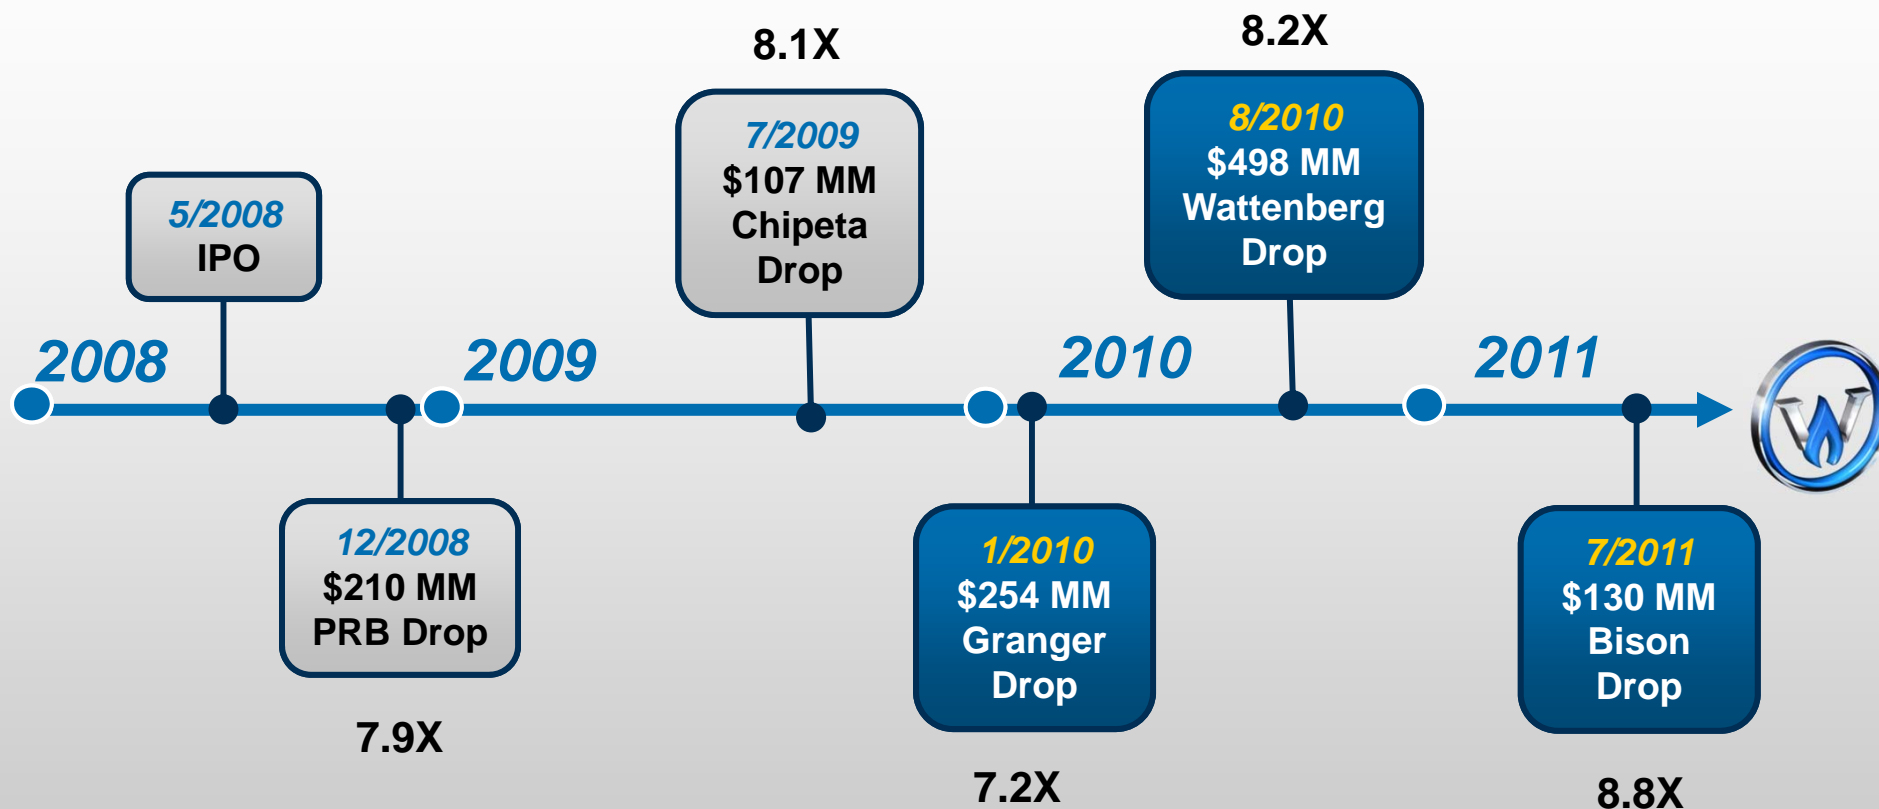 8.1X
8.2X
7/2009
$107 MM
Chipeta
Drop
8/2010
$498 MM
Wattenberg
Drop
5/2008
IPO
2008
2009
2010
2011
W
12/2008
$210 MM
PRB Drop
7.9X
1/2010
$254 MM
Granger
Drop
7.2X
7/2011
$130 MM
Bison
Drop
8.8X